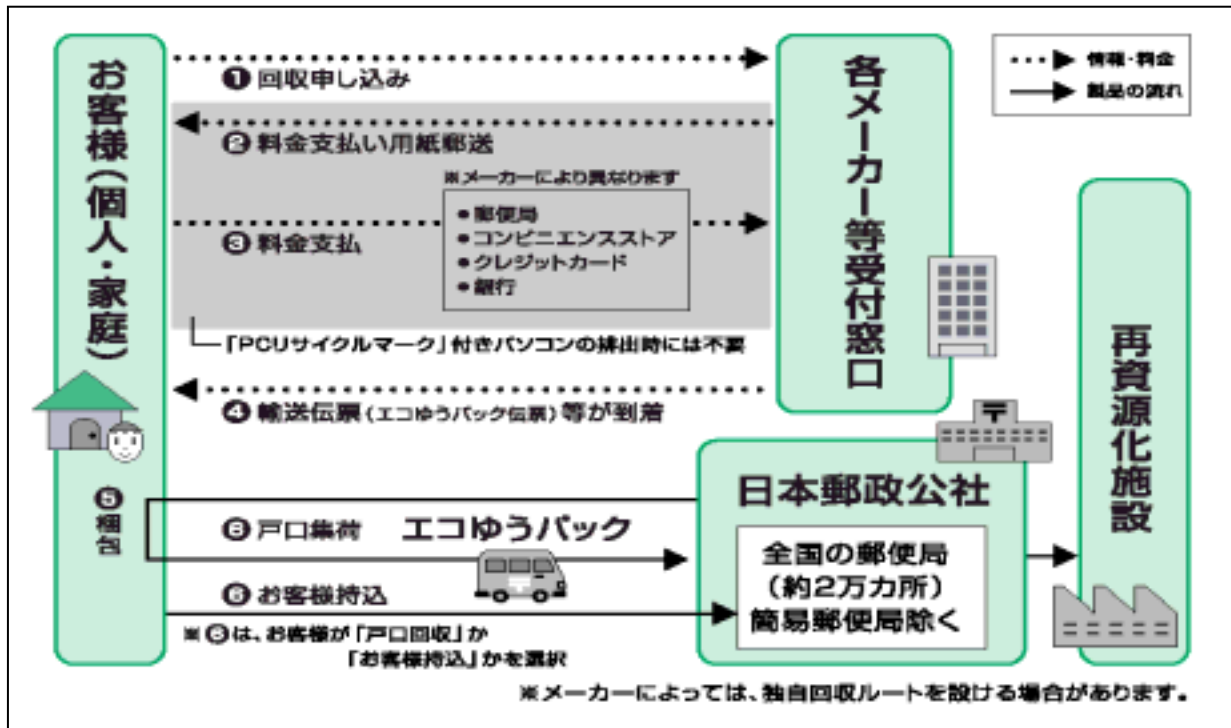 お客様(個人・家庭)
❶回収申し込み
❷料金支払い用紙郵送
※メーカーにより異なります
❸料金支払
●郵便局
●コンビニエンスストア
●クレジットカード
●銀行
「PCリサイクルマーク」付きパソコンの排出時には不要
❹輸送伝票(エコゆうパック伝票)等が到着
各メーカー等受付窓口
情報・料金
製品の流れ
再資源化施設
❺梱包
❻戸口集荷
エコゆうパック
❻お客様持込
※❻は、お客様が「戸口回収」か
「お客様持込」かを選択
〒
日本郵政公社
全国の郵便局
(約2万カ所)
簡易郵便局除く
※メーカーによっては、独自回収ルートを設ける場合があります。